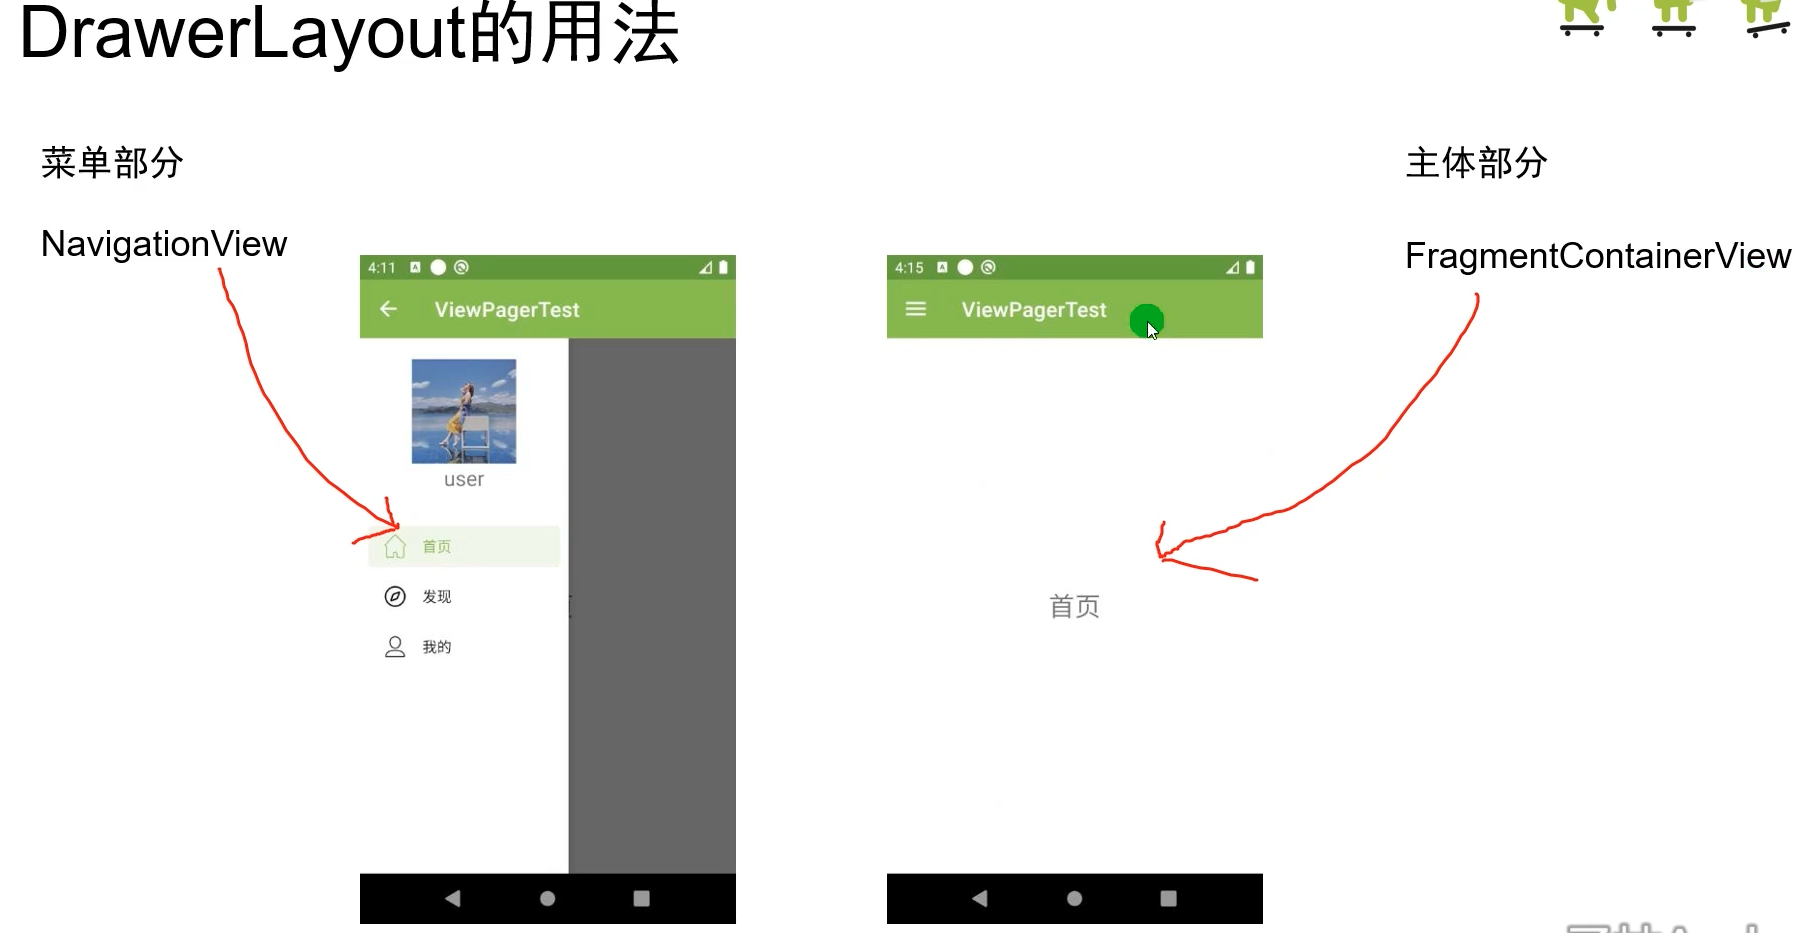 DrawerLayout的用法
菜单部分
NavigationView
4:11
ViewPagerTest
user
首页
发现
我的
4:15
ViewPagerTest
首页
主体部分
FragmentContainerView